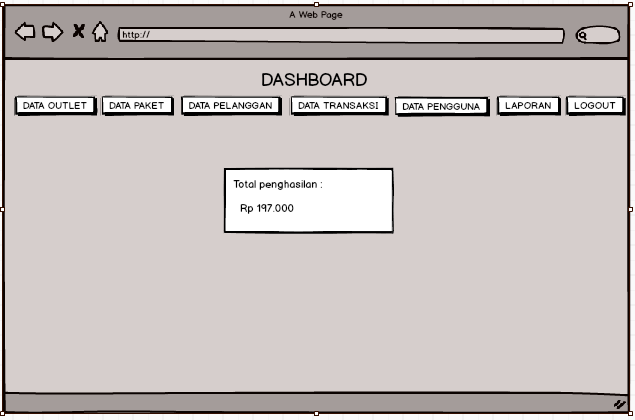 A Web Page
http://
DASHBOARD
DATA OUTLET DATA PAKET DATA PELANGGAN DATA TRANSAKSI DATA PENGGUNA LAPORAN LOGOUT
Total penghasilan :
Rp 197.000